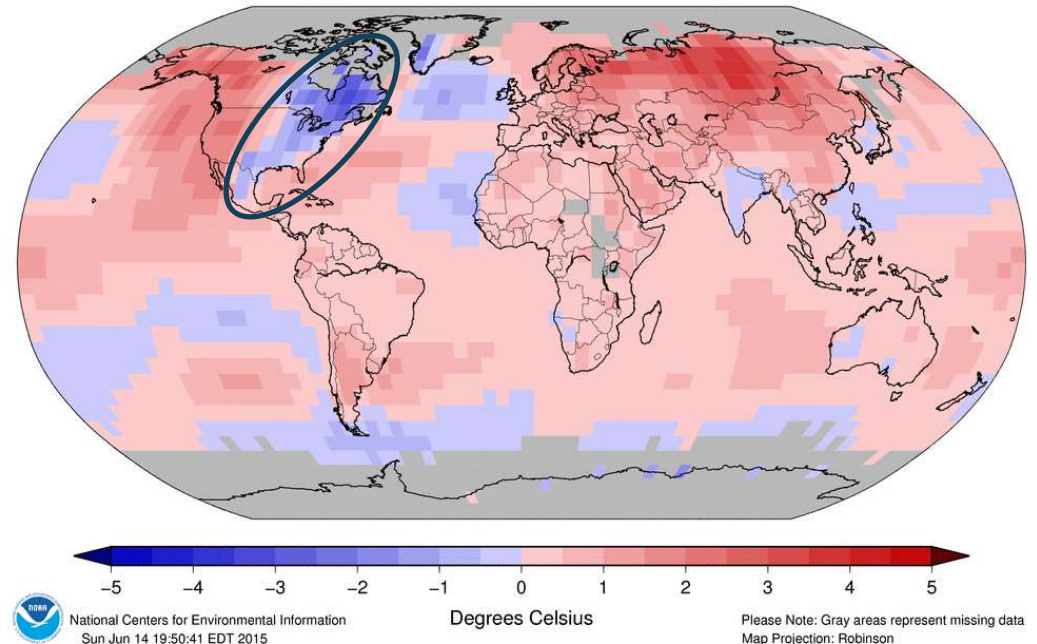 −5 −4 −3 −2 −1 0 1 2 3 4 5
NOAA
National Centers for Environmental Information
Sun Jun 14 19:50:41 EDT 2015
Degrees Celsius
Please Note: Gray areas represent missing data
Map Projection: Robinson